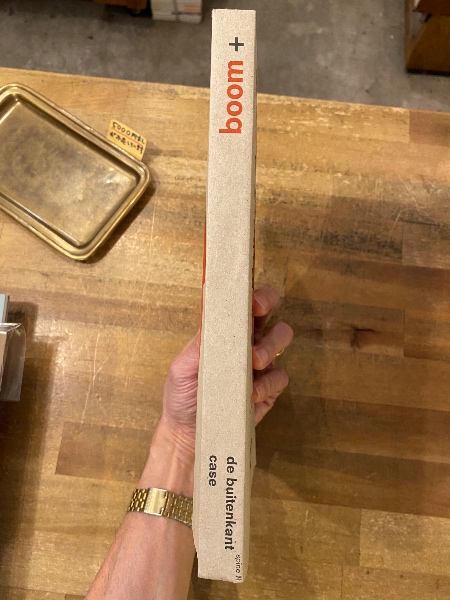 boom +
de buitenkant
case